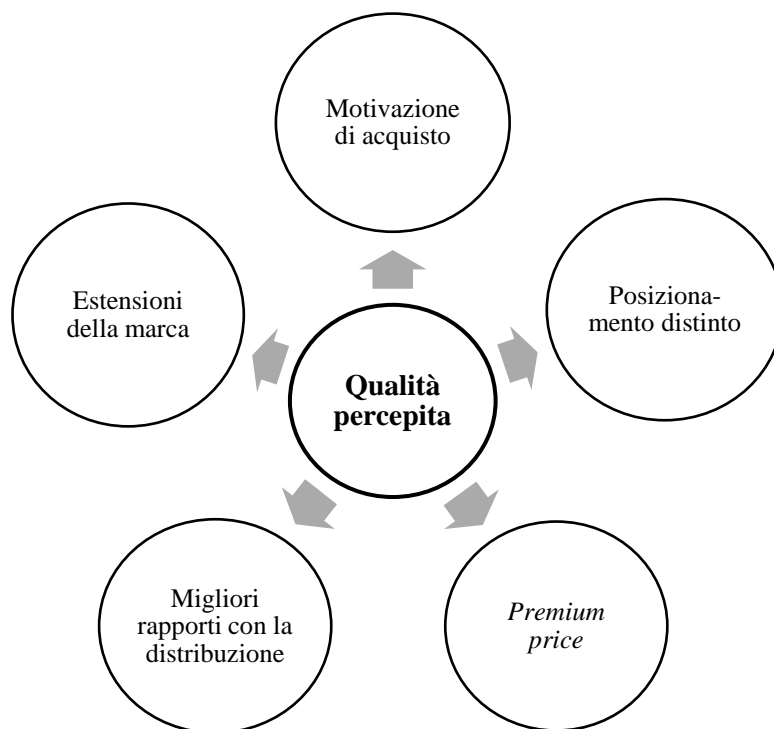 Motivazione
di acquisto
Estensioni
della marca
Posiziona-
mento distinto
Qualità
percepita
Migliori
rapporti con la
distribuzione
Premium
price